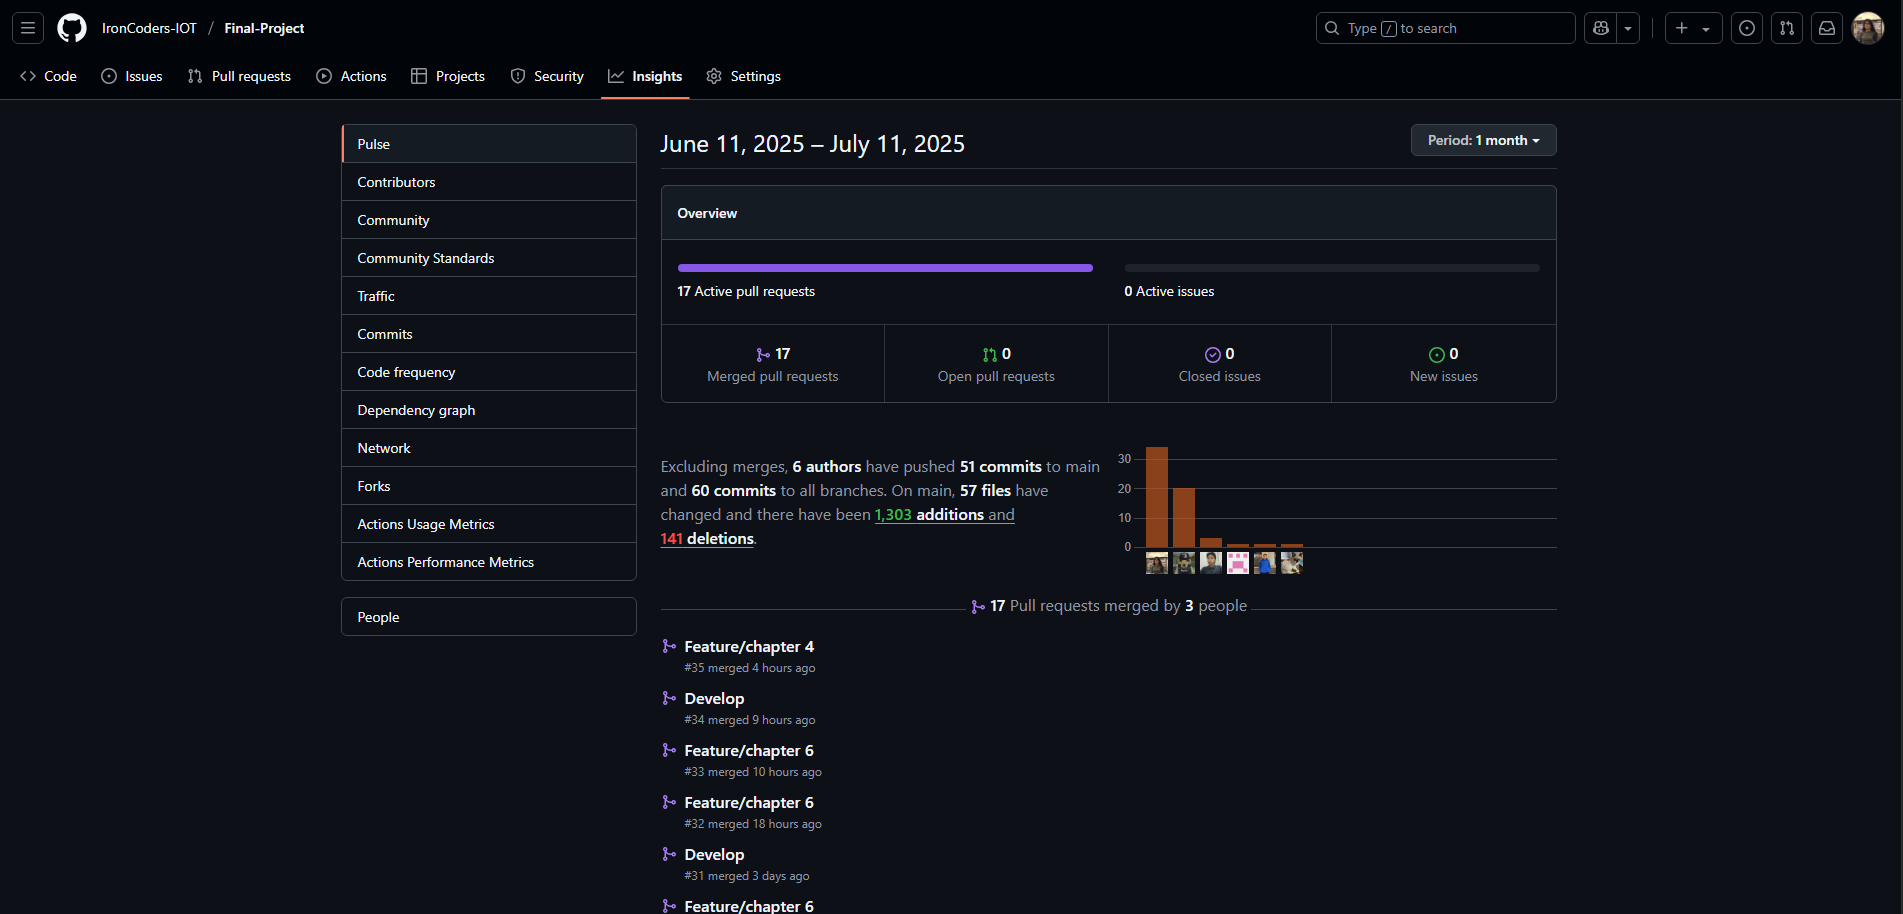 IronCoders-IOT / Final-Project
Type / to search
Code
Issues
Pull requests
Actions
Projects
Security
Insights
Settings
Pulse
Contributors
Community
Community Standards
Traffic
Commits
Code frequency
Dependency graph
Network
Forks
Actions Usage Metrics
Actions Performance Metrics
People
June 11, 2025 – July 11, 2025
Period: 1 month
Overview
17 Active pull requests
0 Active issues
17
Merged pull requests
0
Open pull requests
0
Closed issues
0
New issues
Excluding merges, 6 authors have pushed 51 commits to main
and 60 commits to all branches. On main, 57 files have
changed and there have been 1,303 additions and
141 deletions.
30
20
10
0
17 Pull requests merged by 3 people
Feature/chapter 4
#35 merged 4 hours ago
Develop
#34 merged 9 hours ago
Feature/chapter 6
#33 merged 10 hours ago
Feature/chapter 6
#32 merged 18 hours ago
Develop
#31 merged 3 days ago
Feature/chapter 6